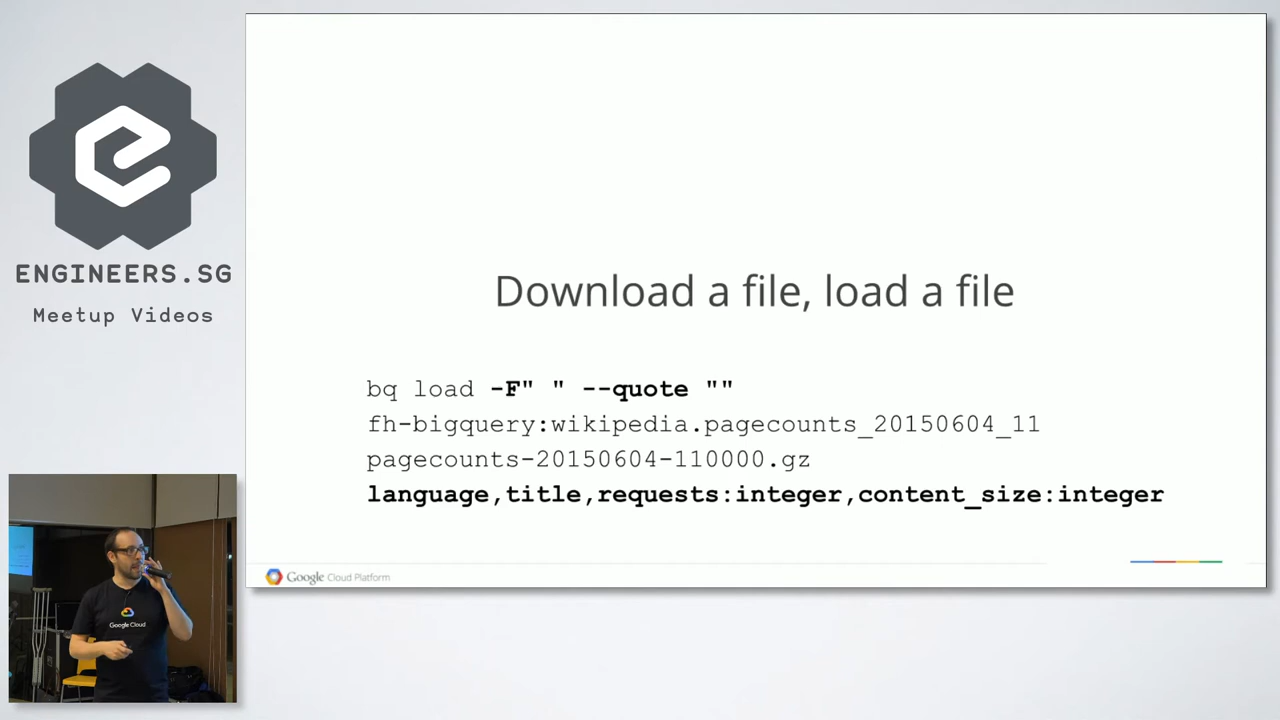 ENGINEERS.SG
Meetup Videos
Download a file, load a file
bq load -F" " --quote ""
fh-bigquery:wikipedia.pagecounts_20150604_11
pagecounts-20150604-110000.gz
language,title,requests:integer,content_size:integer
Google Cloud Platform
Google Cloud